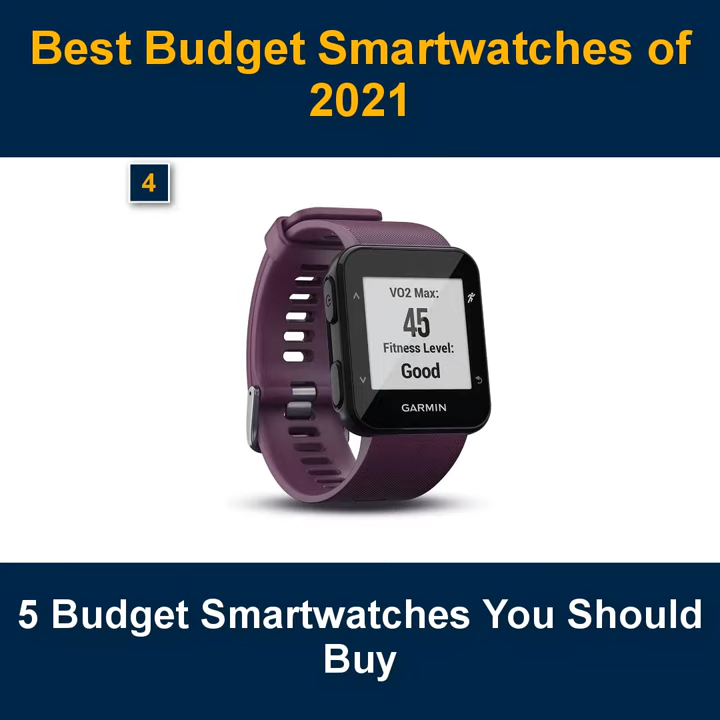 Best Budget Smartwatches of
2021
4
VO2 Max:
45
Fitness Level:
Good
GARMIN
5 Budget Smartwatches You Should
Buy